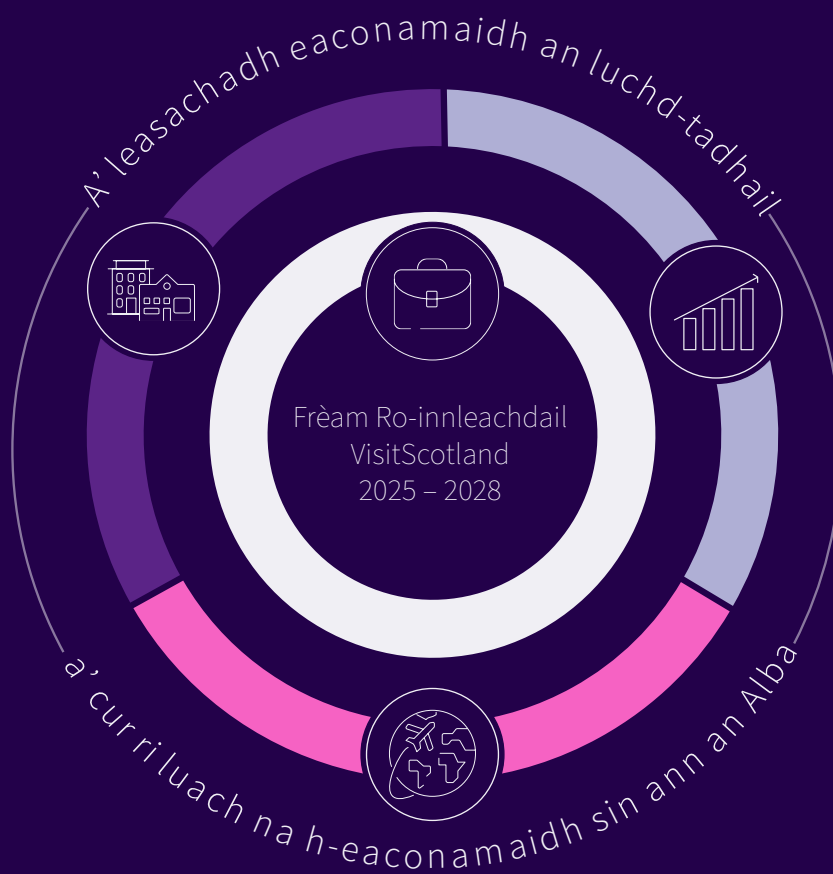 A’ leasachadh eaconamaidh an luchd-tadhail
Frèam Ro-innleachdail
VisitScotland
2025 – 2028
a’ cur ri luach na h-eaconamaidh sin ann an Alba